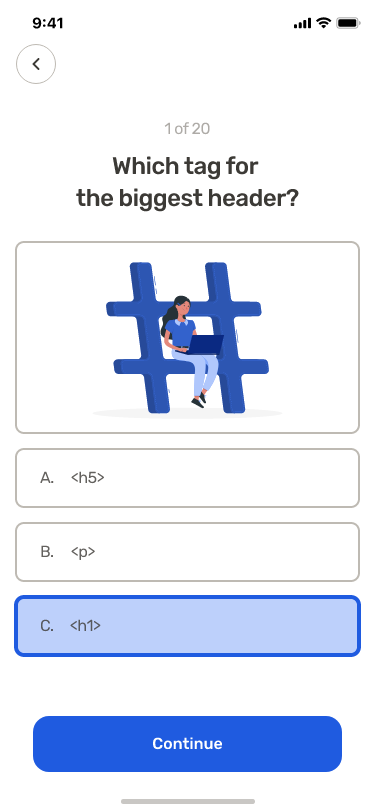 9:41
1 of 20
Which tag for
the biggest header?
A. <h5>
B. <p>
C. <h1>
Continue